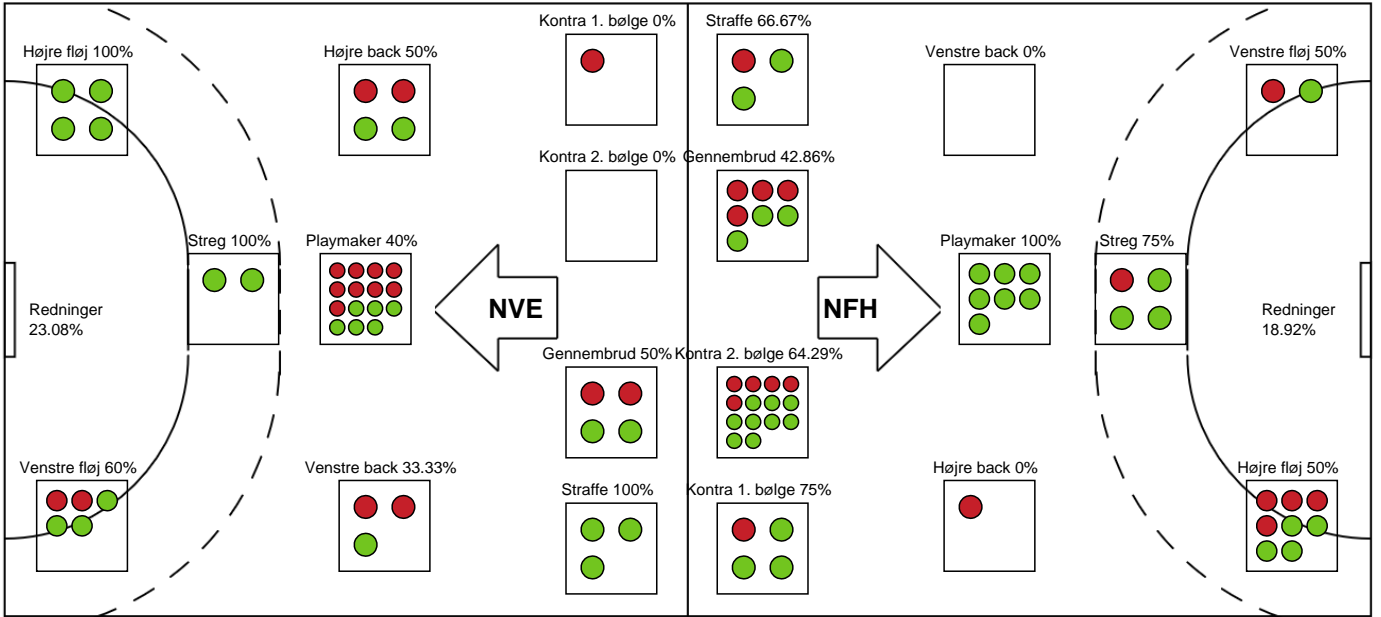 Kontra 1. bølge 0%
Straffe 66.67%
Højre fløj 100%
Højre back 50%
Venstre back 0%
Venstre fløj 50%
Kontra 2. bølge 0%
Gennembrud 42.86%
Streg 100%
Playmaker 40%
Playmaker 100%
Streg 75%
Redninger
23.08%
NVE
NFH
Redninger
18.92%
Gennembrud 50%
Kontra 2. bølge 64.29%
Venstre fløj 60%
Venstre back 33.33%
Højre back 0%
Højre fløj 50%
Straffe 100%
Kontra 1. bølge 75%